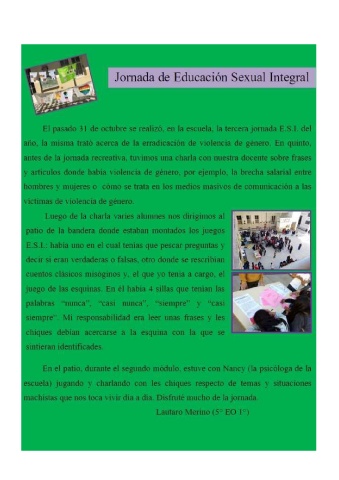 Jornada de Educación Sexual Integral
El pasado 31 de octubre se realizó, en la escuela, la tercera jornada E.S.I. del
año, la misma trató acerca de la erradicación de violencia de género. En quinto,
antes de la jornada recreativa, tuvimos una charla con nuestra docente sobre frases
y artículos donde había violencia de género, por ejemplo, la brecha salarial entre
hombres y mujeres o cómo se trata en los medios masivos de comunicación a las
víctimas de violencia de género.
Luego de la charla varies alumnes nos dirigimos al
patio de la bandera donde estaban montados los juegos
E.S.I.: había uno en el cual tenías que pescar preguntas y
decir si eran verdaderas o falsas, otro donde se rescribían
cuentos clásicos misóginos y, el que yo tenía a cargo, el
juego de las esquinas. En él había 4 sillas que tenían las
palabras “nunca”, “casi nunca”, “siempre” y “casi
siempre”. Mi responsabilidad era leer unas frases y les
chiques debían acercarse a la esquina con la que se
sintieran identificades.
En el patio, durante el segundo módulo, estuve con Nancy (la psicóloga de la
escuela) jugando y charlando con les chiques respecto de temas y situaciones
machistas que nos toca vivir día a día. Disfruté mucho de la jornada.
Lautaro Merino (5° EO 1°)